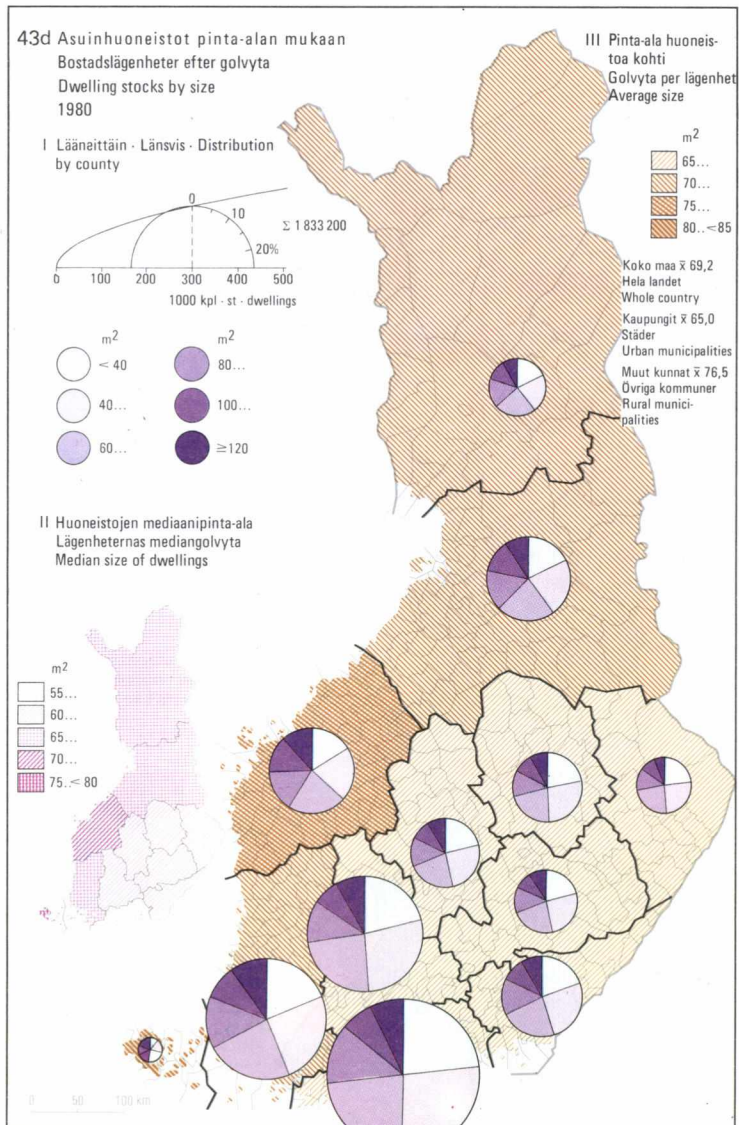 43d Asuinhuoneistot pinta-alan mukaan
Bostadslägenheter efter golvyta
Dwelling stocks by size
1980
I Lääneittäin · Länsvis · Distribution
by county
0
10
20%
Σ 1 833 200
0 100 200 300 400 500
1000 kpl · st · dwellings
m²
< 40
40...
60...
m²
80...
100...
≥120
II Huoneistojen mediaanipinta-ala
Lägenheternas mediangolvyta
Median size of dwellings
m²
55...
60...
65...
70...
75..< 80
III Pinta-ala huoneis-
toa kohti
Golvyta per lägenhet
Average size
m²
65...
70...
75...
80..<85
Koko maa x̄ 69,2
Hela landet
Whole country
Kaupungit x̄ 65,0
Städer
Urban municipalities
Muut kunnat x̄ 76,5
Övriga kommuner
Rural munici-
palities
0 50 100 km